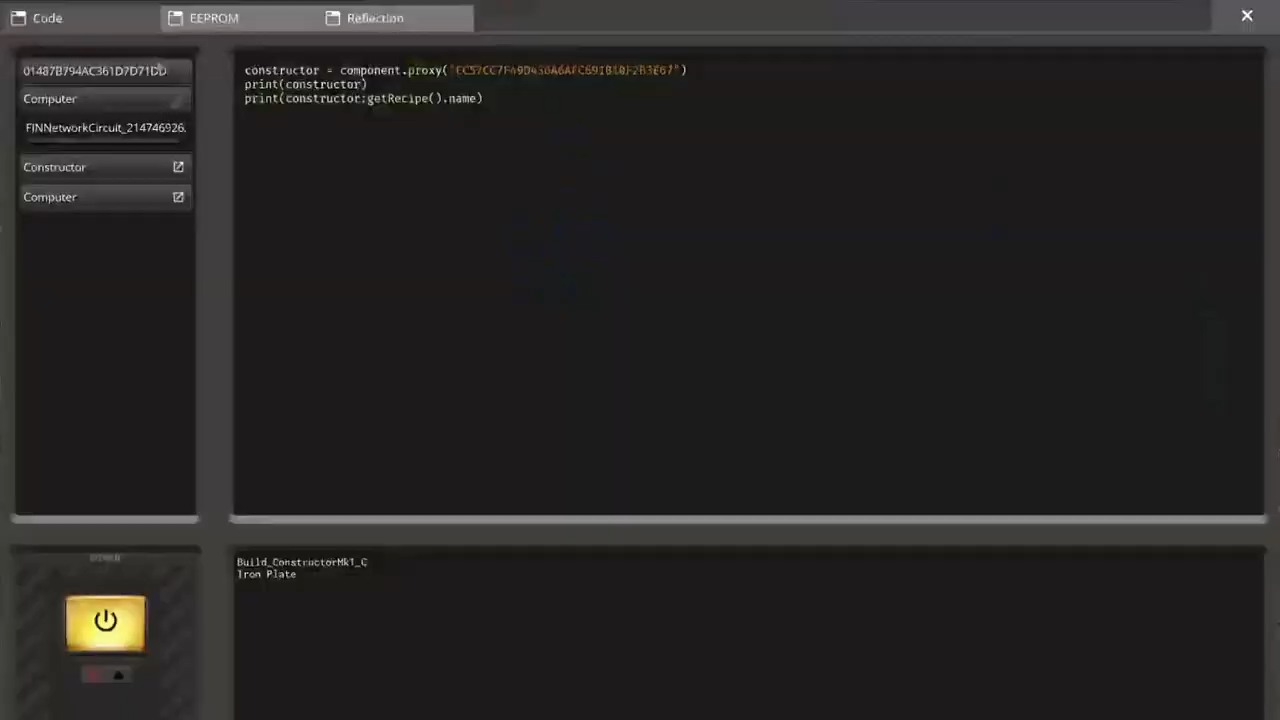 Code
EEPROM
Reflection
01487B794AC361D7D71DD
Computer
FINNetworkCircuit_214746926.
Constructor
Computer
constructor = component.proxy("
print(constructor)
print(constructor:getRecipe().name)
Build_ConstructorMk1_C
Iron Plate